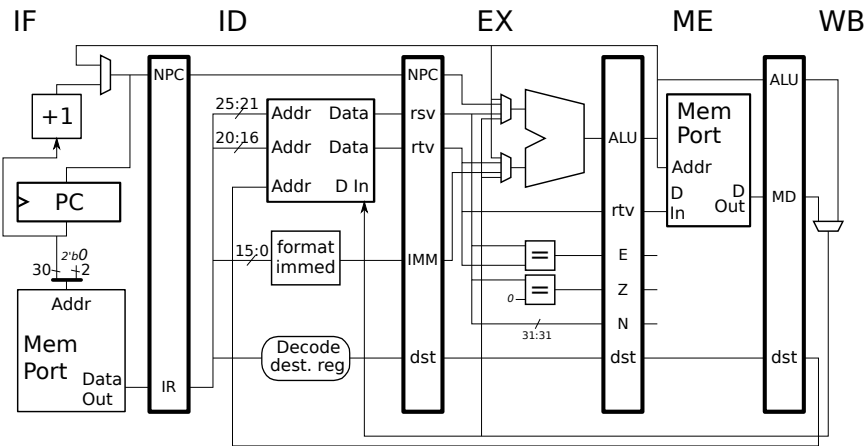 IF ID EX ME WB
NPC NPC ALU
25:21 Addr Data rsv Mem
+1 Port
20:16 Addr Data rtv ALU
Addr
Addr D In D D MD
PC In Out
rtv
2'b0 15:0 format E
30 2 immed IMM =
Addr = Z
0
N
31:31
Mem Decode
Port dest. reg dst dst dst
Data
Out IR